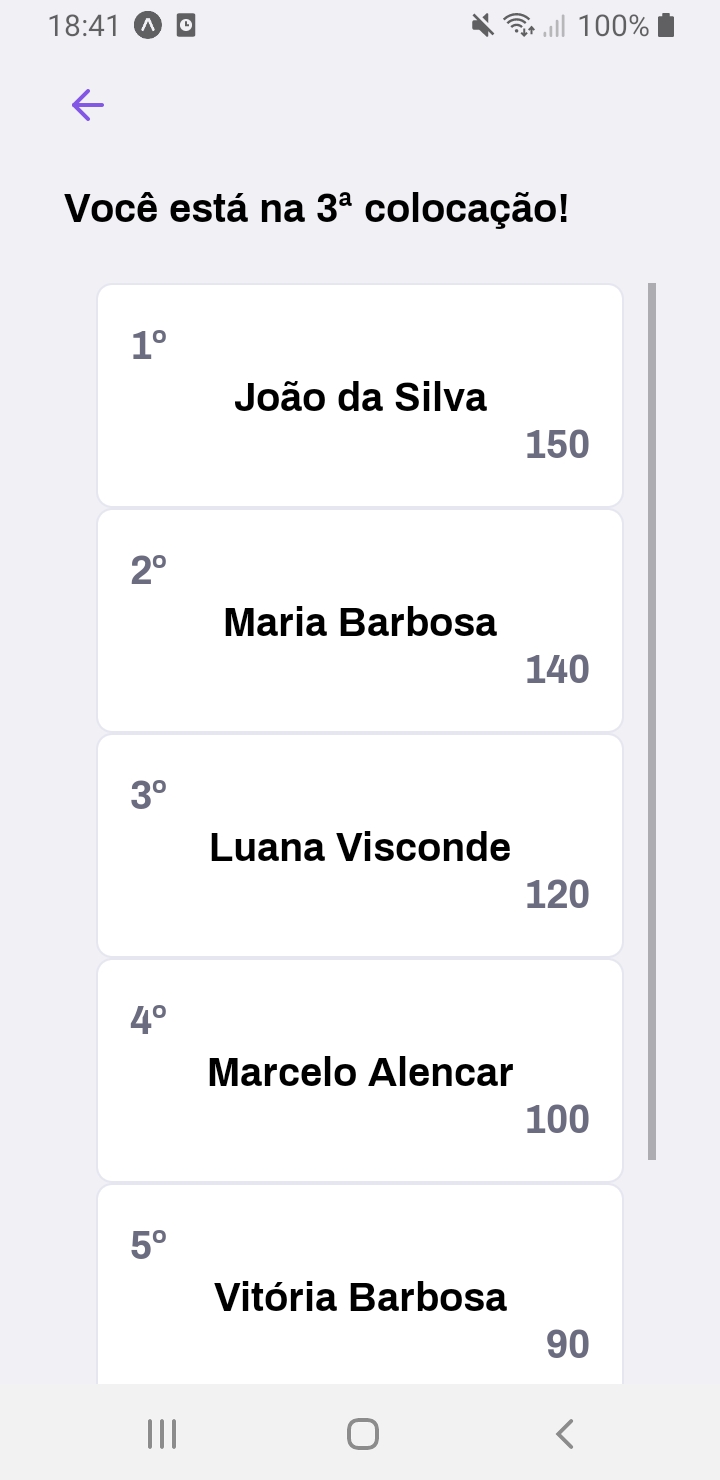 18:41 100%
Você está na 3ª colocação!
1º
João da Silva
150
2º
Maria Barbosa
140
3º
Luana Visconde
120
4º
Marcelo Alencar
100
5º
Vitória Barbosa
90